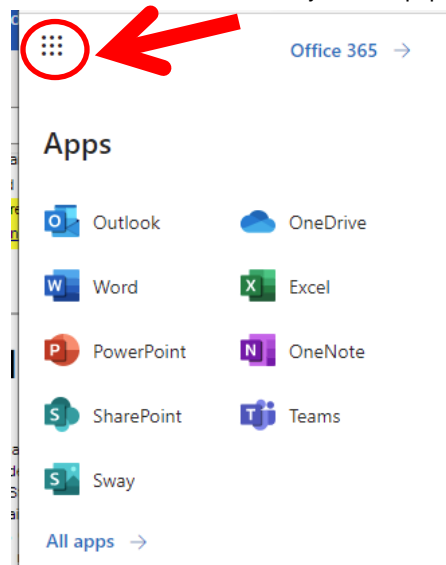 Office 365 →
Apps
Outlook OneDrive
Word Excel
PowerPoint OneNote
SharePoint Teams
Sway
All apps →